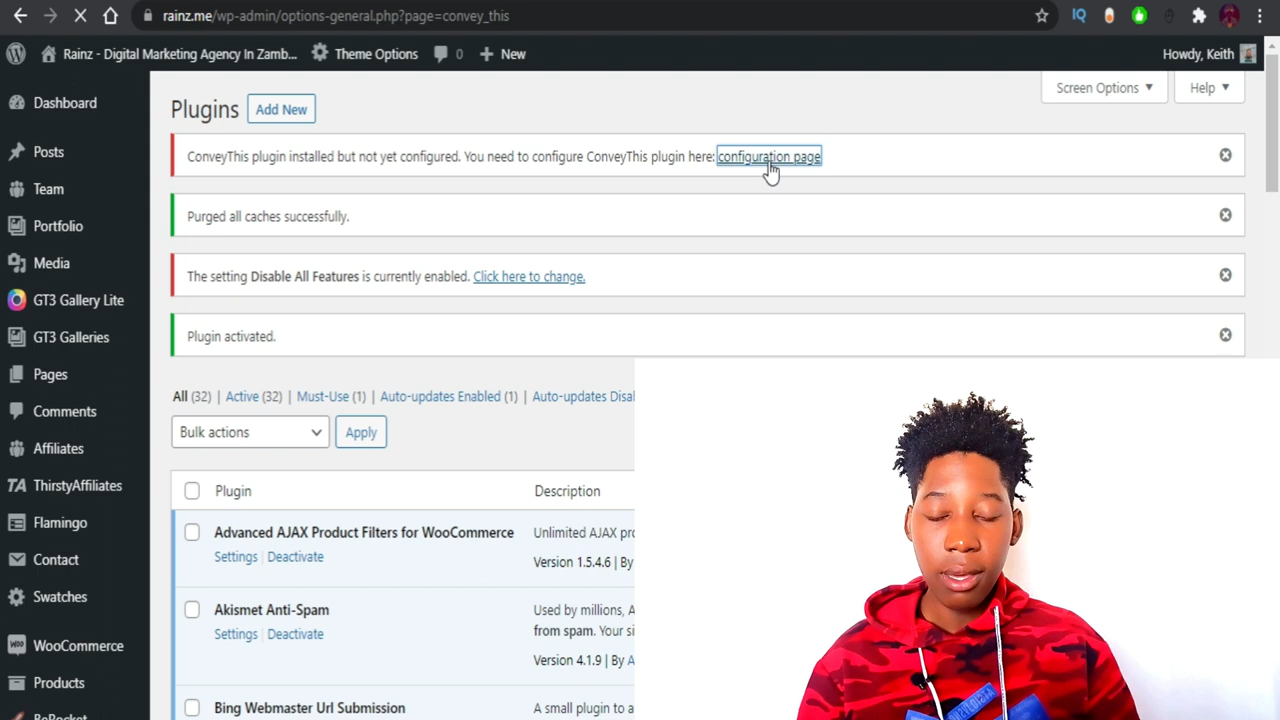 rainz.me/wp-admin/options-general.php?page=convey_this
Rainz - Digital Marketing Agency In Zamb...
Theme Options
0
New
Howdy, Keith
Dashboard
Posts
Team
Portfolio
Media
GT3 Gallery Lite
GT3 Galleries
Pages
Comments
Affiliates
TA ThirstyAffiliates
Flamingo
Contact
Swatches
WooCommerce
Products
Screen Options
Help
Plugins
Add New
ConveyThis plugin installed but not yet configured. You need to configure ConveyThis plugin here: configuration page
Purged all caches successfully.
The setting Disable All Features is currently enabled. Click here to change.
Plugin activated.
All (32) | Active (32) | Must-Use (1) | Auto-updates Enabled (1) | Auto-updates Disa
Bulk actions
Apply
Plugin
Description
Advanced AJAX Product Filters for WooCommerce
Settings | Deactivate
Unlimited AJAX pro
Version 1.5.4.6 | By
Akismet Anti-Spam
Settings | Deactivate
Used by millions, A
from spam. Your si
Version 4.1.9 | By A
Bing Webmaster Url Submission
A small plugin to a